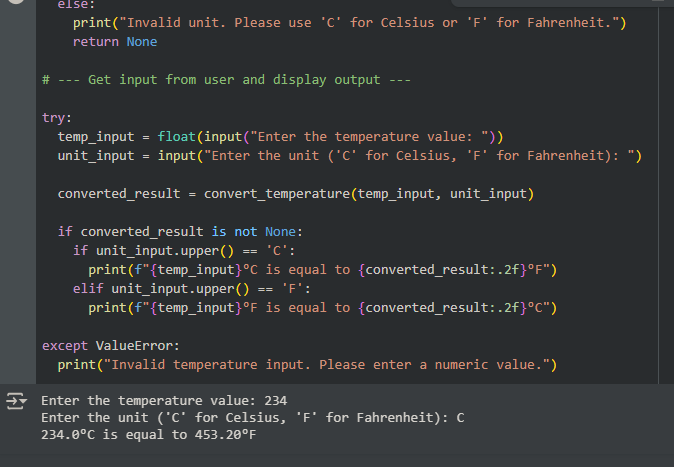 else:
print("Invalid unit. Please use 'C' for Celsius or 'F' for Fahrenheit.")
return None
# --- Get input from user and display output ---
try:
temp_input = float(input("Enter the temperature value: "))
unit_input = input("Enter the unit ('C' for Celsius, 'F' for Fahrenheit): ")
converted_result = convert_temperature(temp_input, unit_input)
if converted_result is not None:
if unit_input.upper() == 'C':
print(f"{temp_input}°C is equal to {converted_result:.2f}°F")
elif unit_input.upper() == 'F':
print(f"{temp_input}°F is equal to {converted_result:.2f}°C")
except ValueError:
print("Invalid temperature input. Please enter a numeric value.")
Enter the temperature value: 234
Enter the unit ('C' for Celsius, 'F' for Fahrenheit): C
234.0°C is equal to 453.20°F